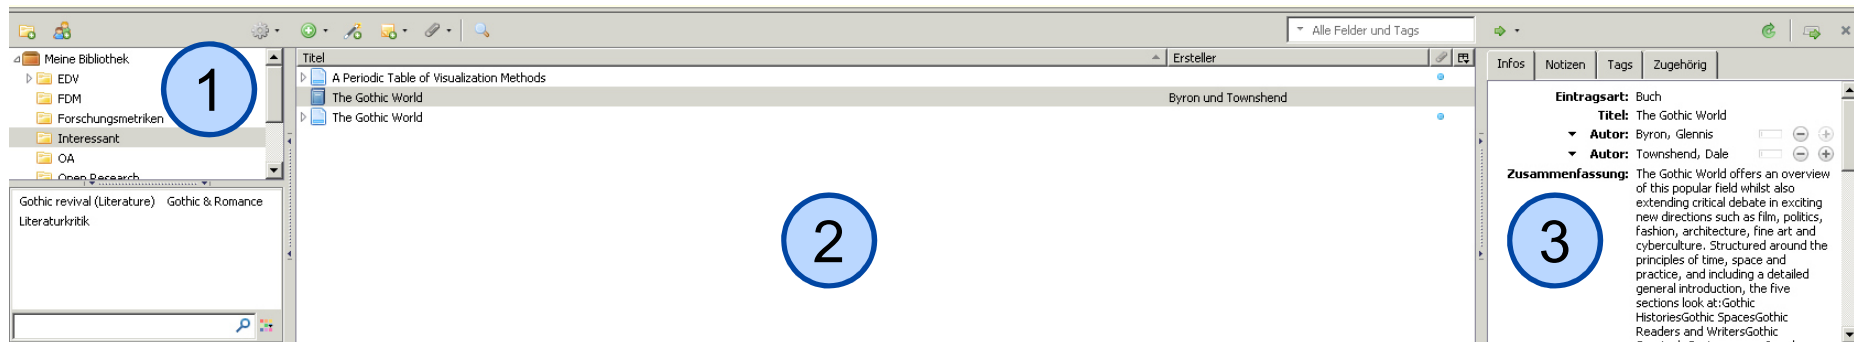 Alle Felder und Tags
Meine Bibliothek
EDV
FDM
Forschungsmetriken
Interessant
OA
Open Research
1
Gothic revival (Literature) Gothic & Romance
Literaturkritik
Titel Ersteller
A Periodic Table of Visualization Methods
The Gothic World Byron und Townshend
The Gothic World
2
Infos Notizen Tags Zugehörig
Eintragsart: Buch
Titel: The Gothic World
Autor: Byron, Glennis
Autor: Townshend, Dale
Zusammenfassung: The Gothic World offers an overview
of this popular field whilst also
extending critical debate in exciting
new directions such as film, politics,
fashion, architecture, fine art and
cyberculture. Structured around the
principles of time, space and
practice, and including a detailed
general introduction, the five
sections look at:Gothic
HistoriesGothic SpacesGothic
Readers and WritersGothic
3